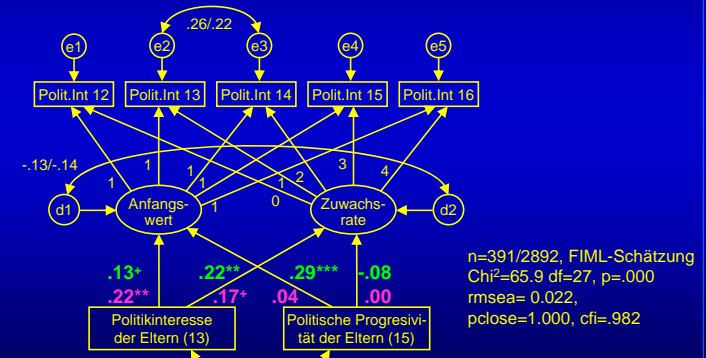 .26/.22
e1 e2 e3 e4 e5
Polit.Int 12 Polit.Int 13 Polit.Int 14 Polit.Int 15 Polit.Int 16
-.13/-.14
1 1 1 1 1 0 1 2 3 4
d1 Anfangs- Zuwachs- d2
wert rate
.13+ .22** .29*** -.08
.22** .17+ .04 .00
n=391/2892, FIML-Schätzung
Chi²=65.9 df=27, p=.000
rmsea= 0.022,
pclose=1.000, cfi=.982
Politikinteresse
der Eltern (13)
Politische Progresivi-
tät der Eltern (15)